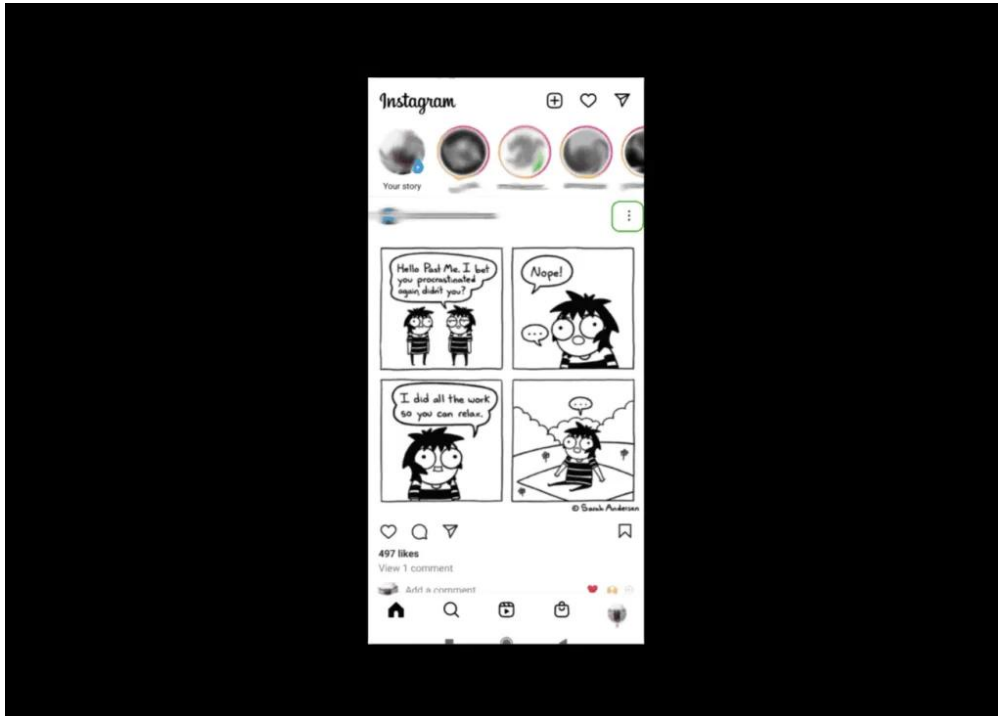 Instagram
Your story
Hello Past Me. I bet
you procrastinated
again, didn't you?
Nope!
...
I did all the work
so you can relax.
...
© Sarah Andersen
497 likes
View 1 comment
Add a comment